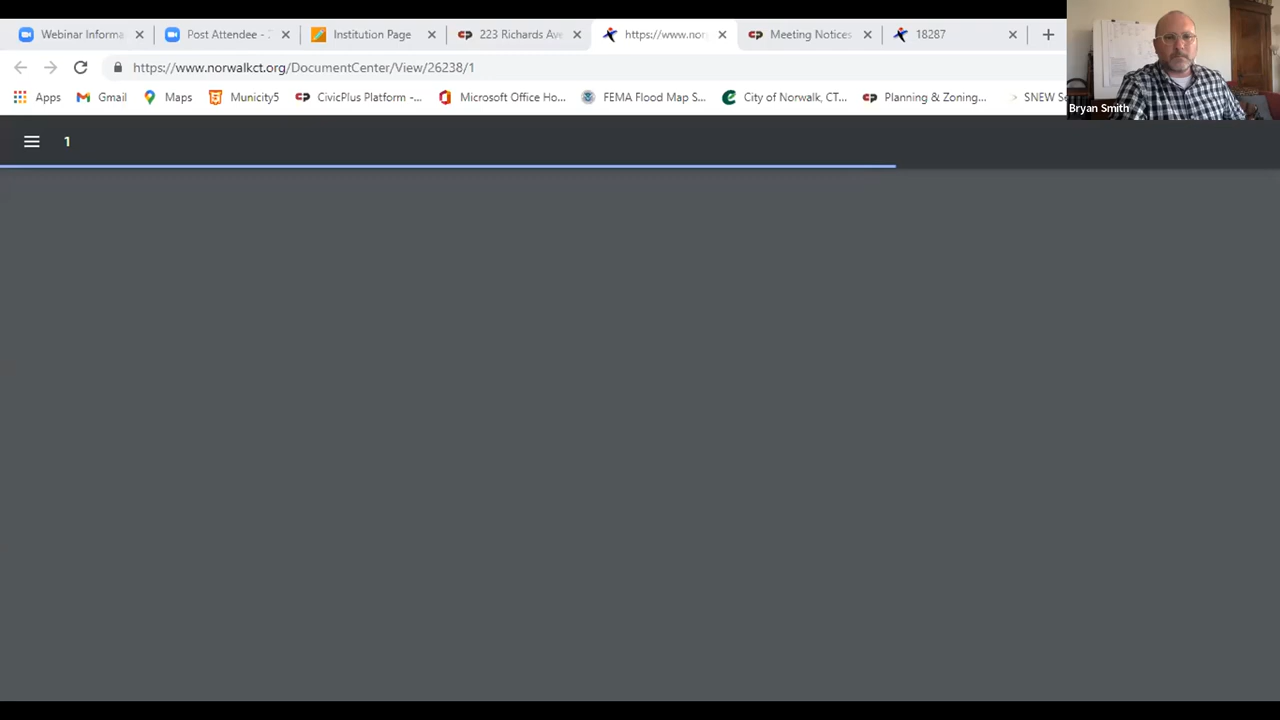 Webinar Informa
Post Attendee - 2
Institution Page
223 Richards Ave
https://www.nor
Meeting Notices
18287
https://www.norwalkct.org/DocumentCenter/View/26238/1
Apps
Gmail
Maps
Municity5
CivicPlus Platform -...
Microsoft Office Ho...
FEMA Flood Map S...
City of Norwalk, CT...
Planning & Zoning...
SNEW
Bryan Smith
1